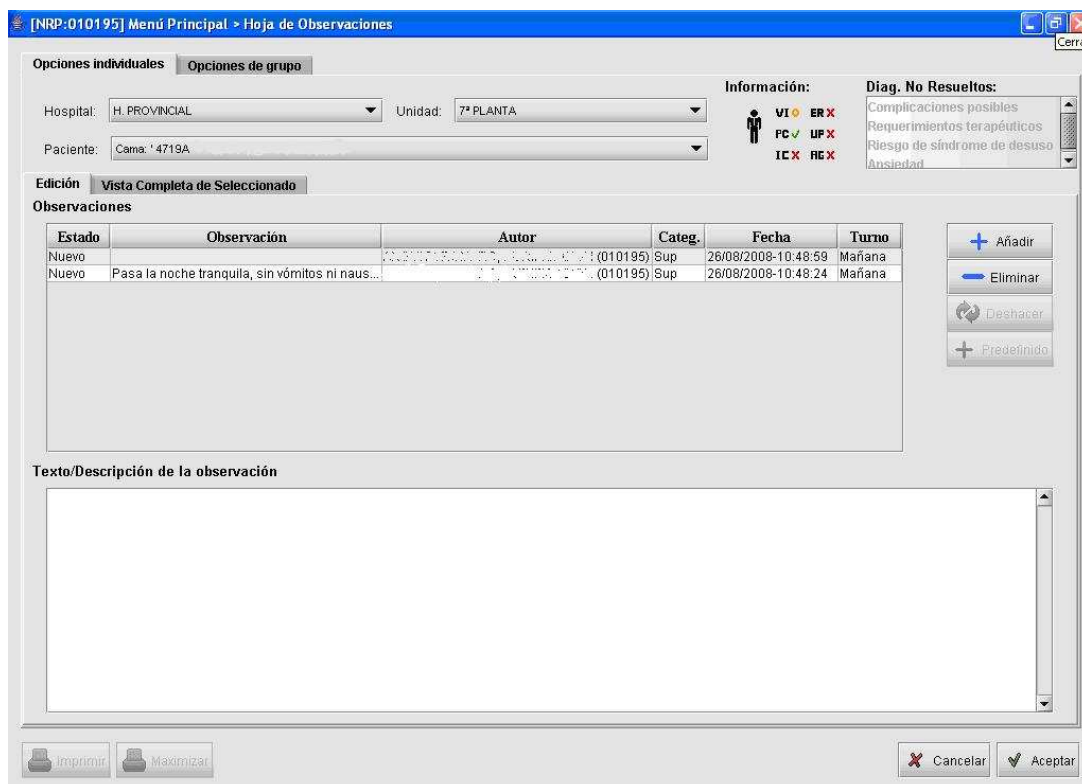 [NRP:010195] Menú Principal > Hoja de Observaciones
Cerra
Opciones individuales Opciones de grupo
Información: Diag. No Resueltos:
Hospital: H. PROVINCIAL Unidad: 7ª PLANTA
VI ER X
PC UP X
IC X AG X
Complicaciones posibles
Requerimientos terapéuticos
Riesgo de síndrome de desuso
Ansiedad
Paciente: Cama: ' 4719A
Edición Vista Completa de Seleccionado
Observaciones
Estado Observación Autor Categ. Fecha Turno
Nuevo (010195) Sup 26/08/2008-10:48:59 Mañana
Nuevo Pasa la noche tranquila, sin vómitos ni naus... (010195) Sup 26/08/2008-10:48:24 Mañana
Añadir
Eliminar
Deshacer
Predefinido
Texto/Descripción de la observación
Imprimir Maximizar Cancelar Aceptar